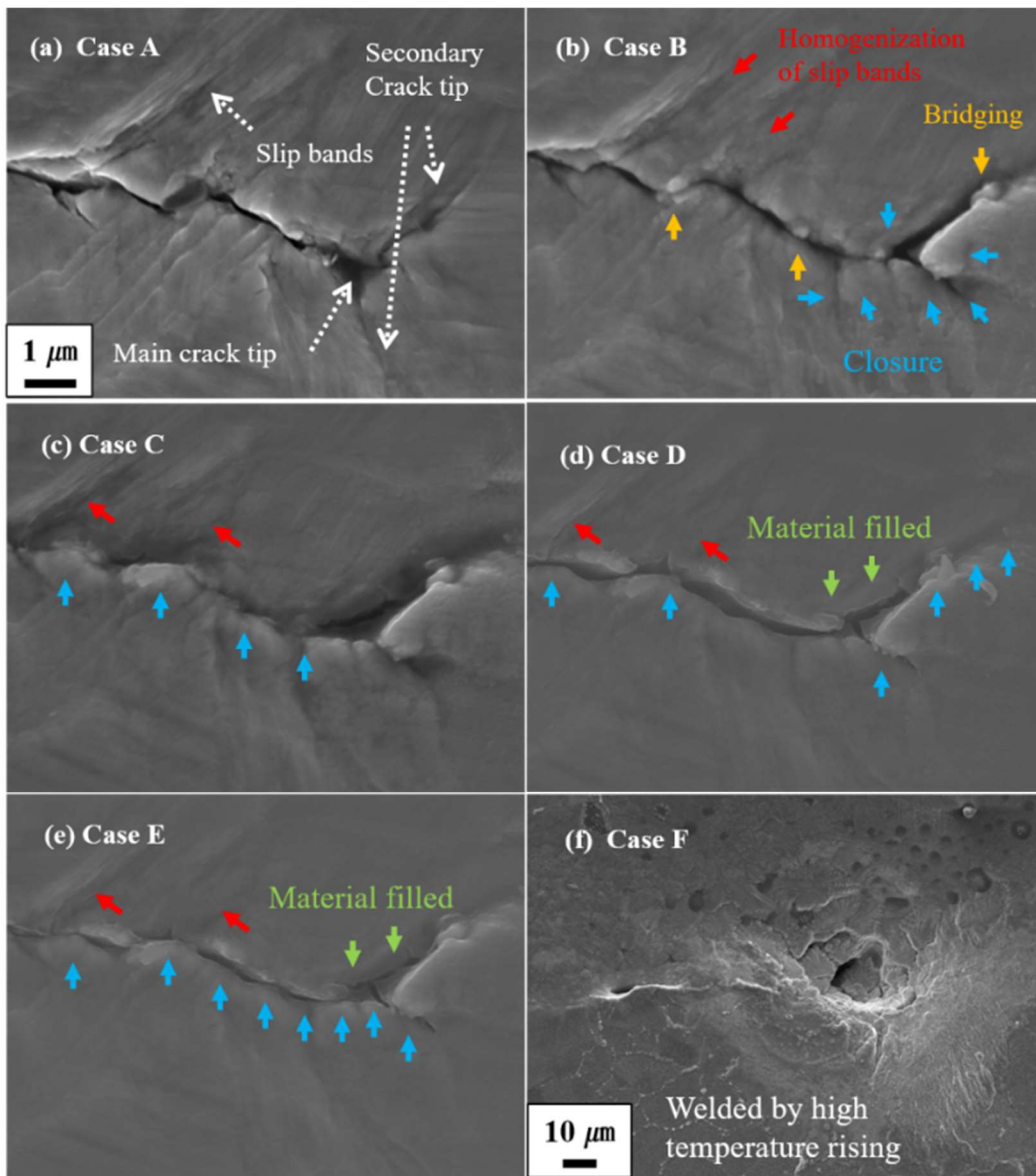 (a) Case A
Secondary
Crack tip
Slip bands
Main crack tip
1 μm
(b) Case B
Homogenization
of slip bands
Bridging
Closure
(c) Case C
(d) Case D
Material filled
(e) Case E
Material filled
(f) Case F
Welded by high
temperature rising
10 μm